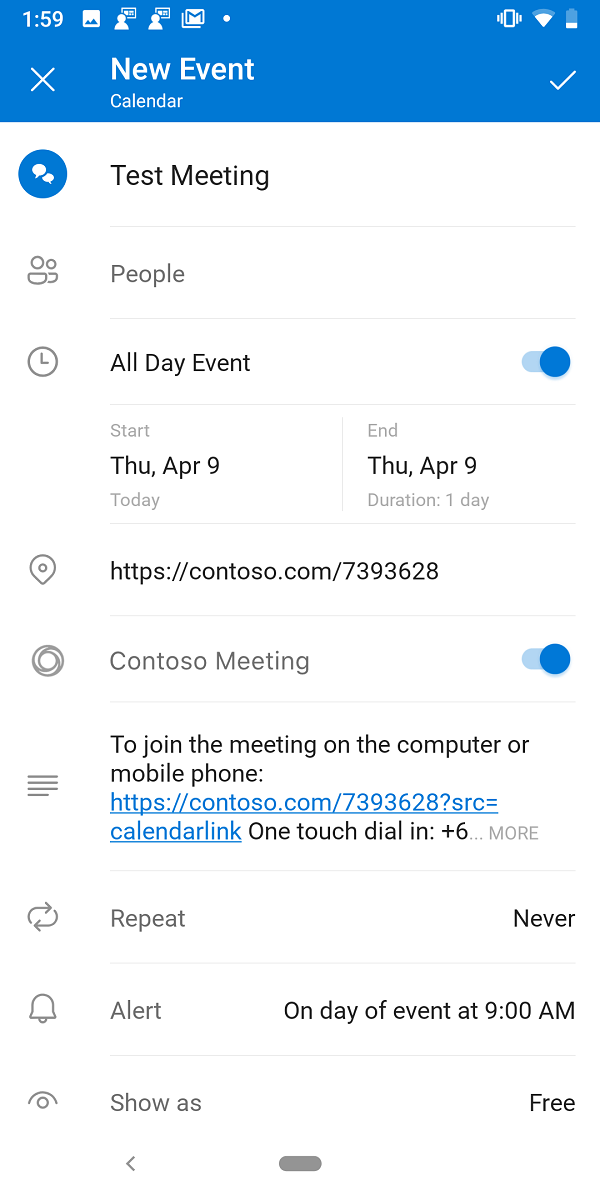 1:59
New Event
Calendar
Test Meeting
People
All Day Event
Start
Thu, Apr 9
Today
End
Thu, Apr 9
Duration: 1 day
https://contoso.com/7393628
Contoso Meeting
To join the meeting on the computer or
mobile phone:
https://contoso.com/7393628?src=
calendarlink One touch dial in: +6... MORE
Repeat Never
Alert On day of event at 9:00 AM
Show as Free